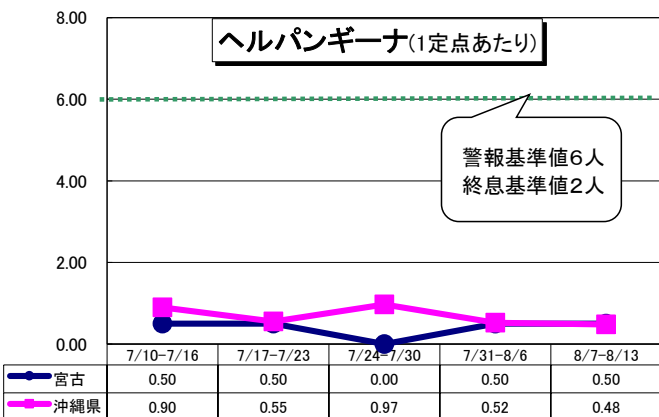 ヘルパンギーナ(1定点あたり)
8.00
6.00
4.00
2.00
0.00
警報基準値6人
終息基準値2人
7/10-7/16 7/17-7/23 7/24-7/30 7/31-8/6 8/7-8/13
宮古 0.50 0.50 0.00 0.50 0.50
沖縄県 0.90 0.55 0.97 0.52 0.48